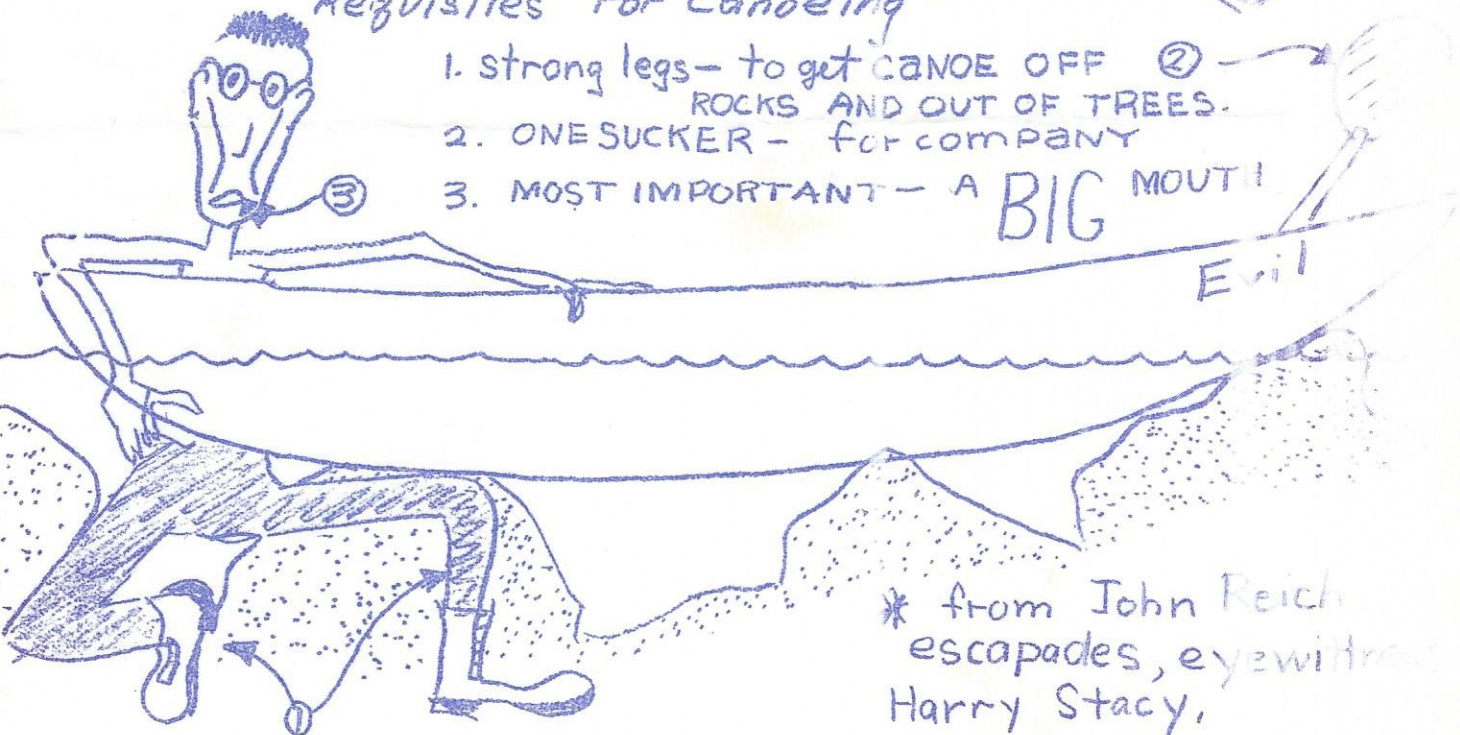 Requisites for Canoeing
1. strong legs – to get CANOE OFF ②
ROCKS AND OUT OF TREES.
2. ONE SUCKER – for company
③
3. MOST IMPORTANT – A BIG MOUTH
Evil
①
* from John Reich
escapades, eyewittness
Harry Stacy,